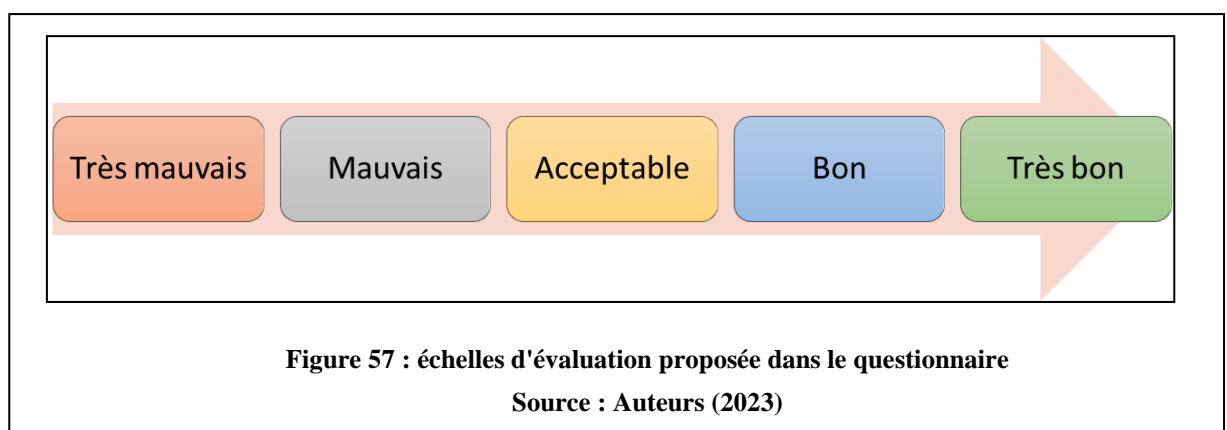 Très mauvais Mauvais Acceptable Bon Très bon
Figure 57 : échelles d'évaluation proposée dans le questionnaire
Source : Auteurs (2023)